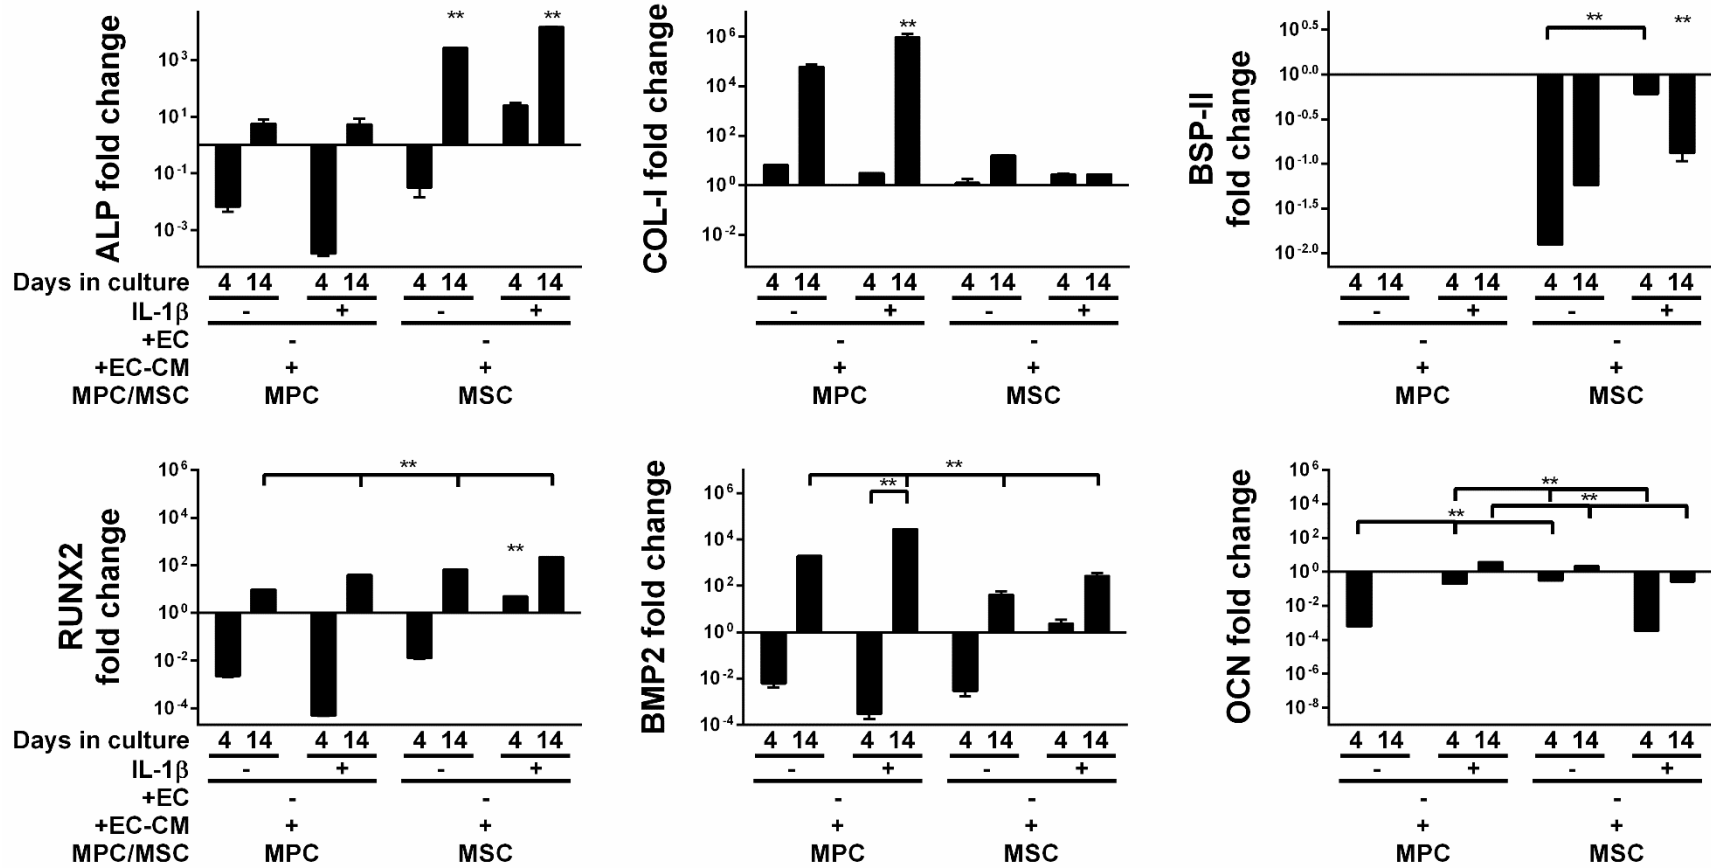 ALP fold change
10³
10¹
10⁻¹
10⁻³
** **
Days in culture 4 14 4 14 4 14 4 14
IL-1β - + - +
+EC - -
+EC-CM + +
MPC/MSC MPC MSC
COL-I fold change
10⁶
10⁴
10²
10⁰
10⁻²
**
4 14 4 14 4 14 4 14
- + - +
- -
+ +
MPC MSC
BSP-II
fold change
10⁰·⁵
10⁰·⁰
10⁻⁰·⁵
10⁻¹·⁰
10⁻¹·⁵
10⁻²·⁰
** **
4 14 4 14 4 14 4 14
- + - +
- -
+ +
MPC MSC
RUNX2
fold change
10⁶
10⁴
10²
10⁰
10⁻²
10⁻⁴
**
**
Days in culture 4 14 4 14 4 14 4 14
IL-1β - + - +
+EC - -
+EC-CM + +
MPC/MSC MPC MSC
BMP2 fold change
10⁶
10⁴
10²
10⁰
10⁻²
10⁻⁴
**
**
4 14 4 14 4 14 4 14
- + - +
- -
+ +
MPC MSC
OCN fold change
10⁶
10⁴
10²
10⁰
10⁻²
10⁻⁴
10⁻⁶
10⁻⁸
**
**
**
4 14 4 14 4 14 4 14
- + - +
- -
+ +
MPC MSC